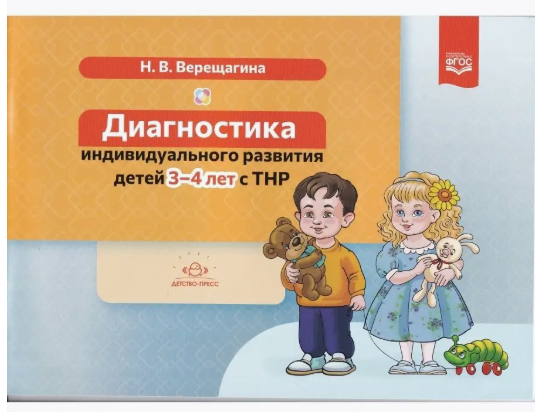 Н. В. Верещагина
ФГОС
Диагностика
индивидуального развития
детей 3–4 лет с ТНР
ДЕТСТВО-ПРЕСС